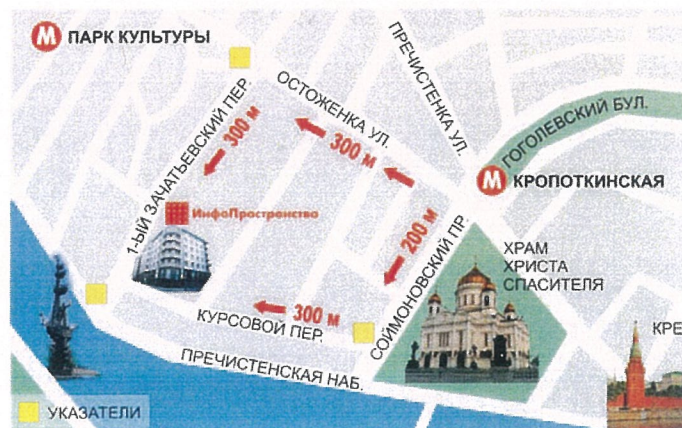 М ПАРК КУЛЬТУРЫ
ПРЕЧИСТЕНКА УЛ.
ОСТОЖЕНКА УЛ.
ГОГОЛЕВСКИЙ БУЛ.
1-ЫЙ ЗАЧАТЬЕВСКИЙ ПЕР
300 м
300 м
М КРОПОТКИНСКАЯ
ИнфоПространство
200 м
СОЙМОНОВСКИЙ ПР.
ХРАМ
ХРИСТА
СПАСИТЕЛЯ
300 м
КУРСОВОЙ ПЕР.
КРЕ
ПРЕЧИСТЕНСКАЯ НАБ.
УКАЗАТЕЛИ